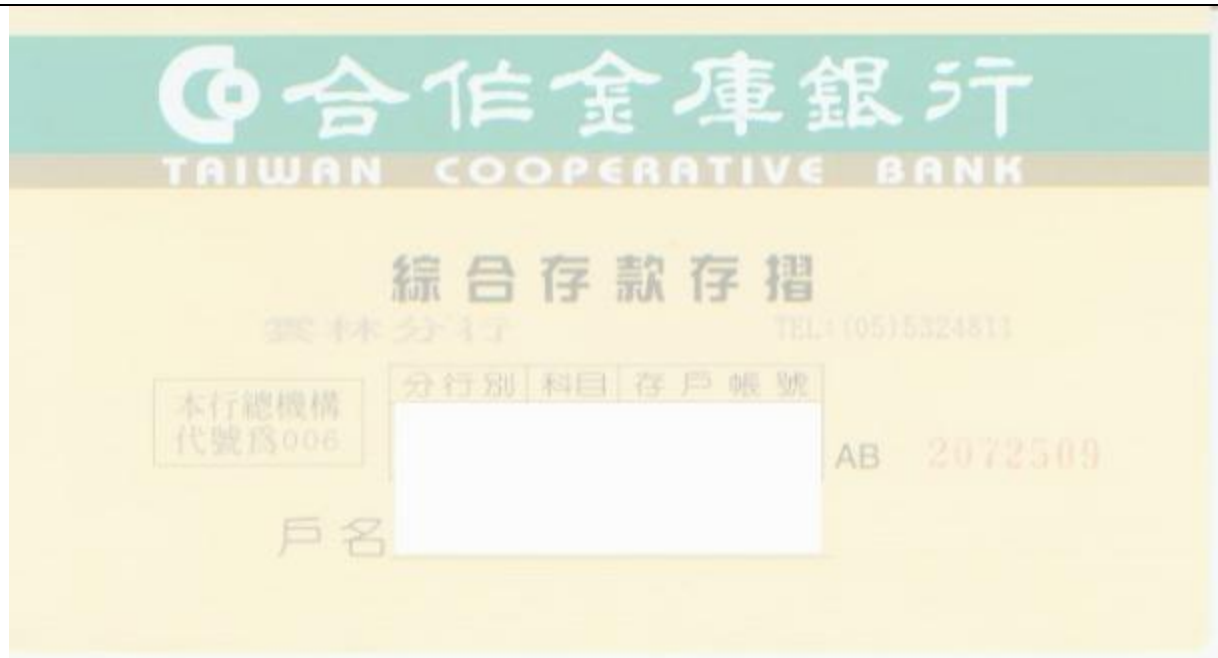 合作金庫銀行
TAIWAN COOPERATIVE BANK
綜合存款存摺
雲林分行 TEL:(05)5324811
分行別 科目 存戶帳號
本行總機構
代號為006
AB 2072509
戶名